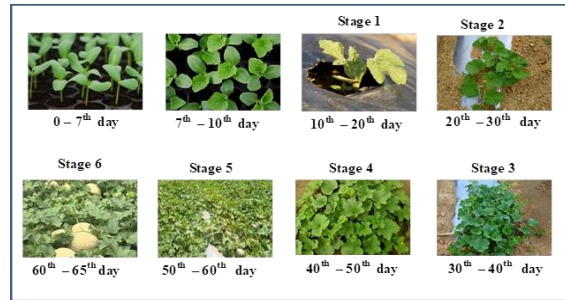 Stage 1
Stage 2
0 – 7th day
7th – 10th day
10th – 20th day
20th – 30th day
Stage 6
Stage 5
Stage 4
Stage 3
60th – 65th day
50th – 60th day
40th – 50th day
30th – 40th day